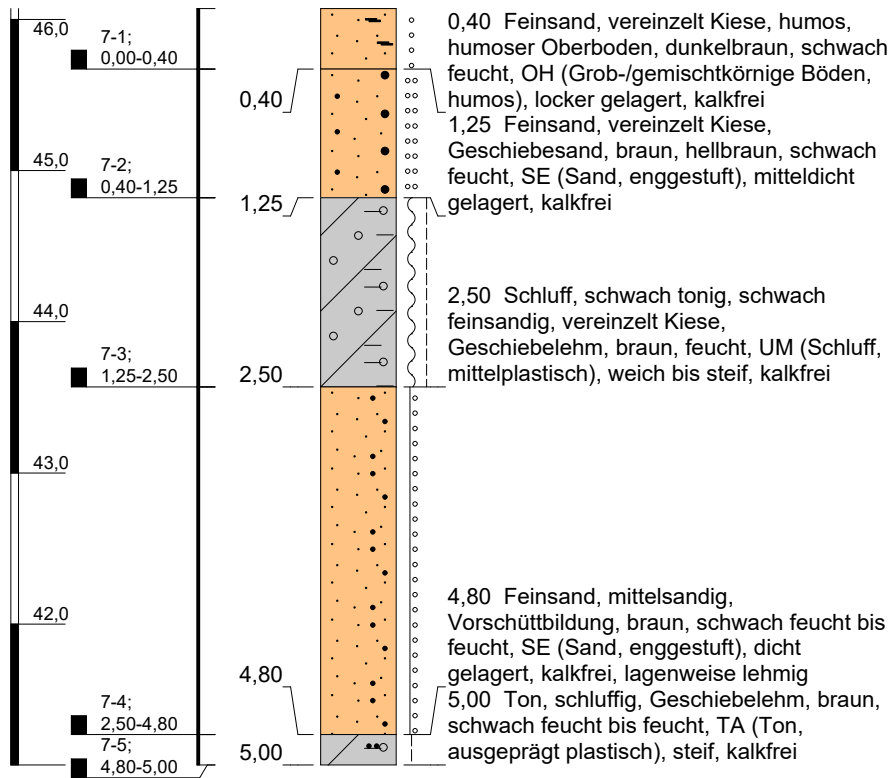 46,0
7-1;
0,00-0,40
0,40
0,40 Feinsand, vereinzelt Kiese, humos,
humoser Oberboden, dunkelbraun, schwach
feucht, OH (Grob-/gemischtkörnige Böden,
humos), locker gelagert, kalkfrei
45,0
7-2;
0,40-1,25
1,25
1,25 Feinsand, vereinzelt Kiese,
Geschiebesand, braun, hellbraun, schwach
feucht, SE (Sand, enggestuft), mitteldicht
gelagert, kalkfrei
44,0
7-3;
1,25-2,50
2,50
2,50 Schluff, schwach tonig, schwach
feinsandig, vereinzelt Kiese,
Geschiebelehm, braun, feucht, UM (Schluff,
mittelplastisch), weich bis steif, kalkfrei
43,0
42,0
7-4;
2,50-4,80
4,80
4,80 Feinsand, mittelsandig,
Vorschüttbildung, braun, schwach feucht bis
feucht, SE (Sand, enggestuft), dicht
gelagert, kalkfrei, lagenweise lehmig
7-5;
4,80-5,00
5,00
5,00 Ton, schluffig, Geschiebelehm, braun,
schwach feucht bis feucht, TA (Ton,
ausgeprägt plastisch), steif, kalkfrei